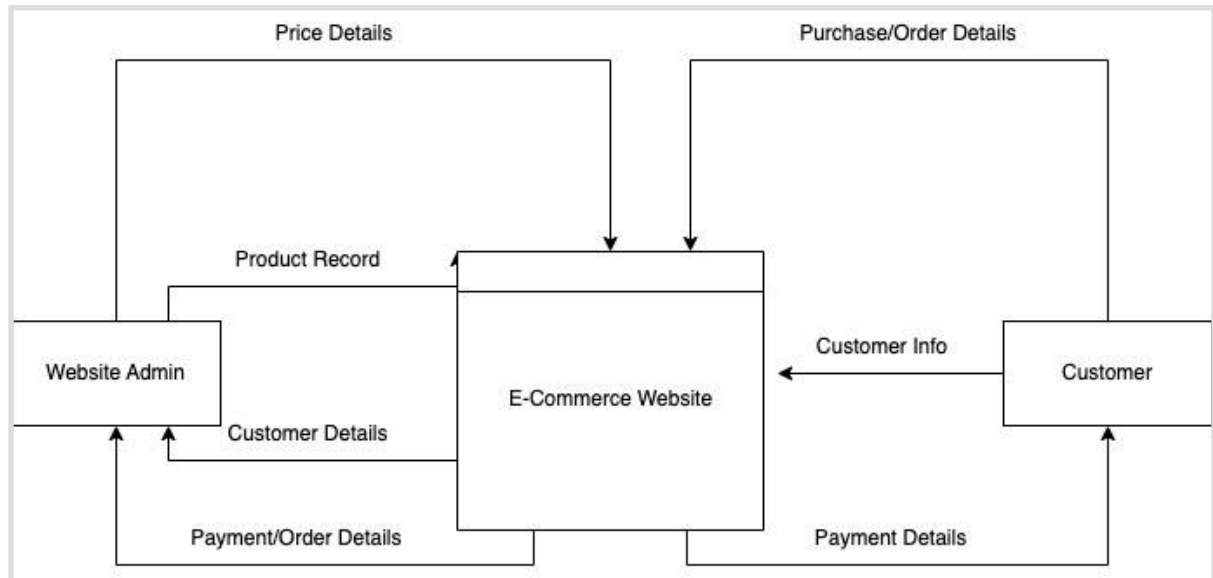 Price Details
Purchase/Order Details
Product Record
Customer Info
Website Admin
Customer
E-Commerce Website
Customer Details
Payment/Order Details
Payment Details